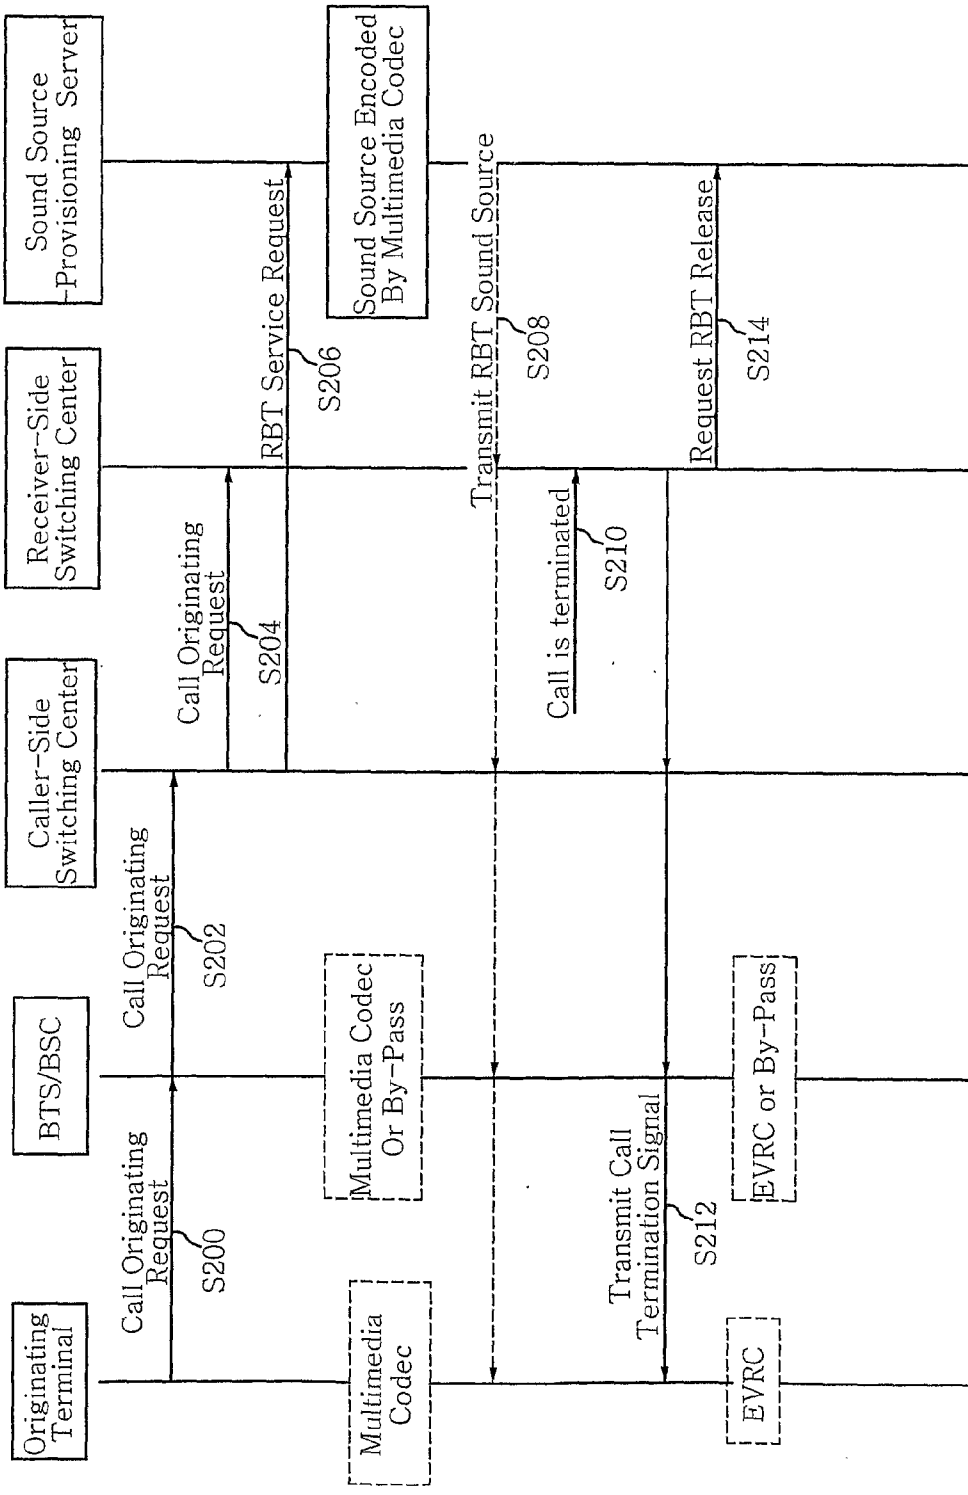 Originating
Terminal
BTS/BSC
Caller-Side
Switching Center
Receiver-Side
Switching Center
Sound Source
-Provisioning Server
Call Originating
Request
S200
Call Originating
Request
S202
Call Originating
Request
S204
RBT Service Request
S206
Multimedia
Codec
Multimedia Codec
Or By-Pass
Sound Source Encoded
By Multimedia Codec
Transmit RBT Sound Source
S208
Call is terminated
S210
Transmit Call
Termination Signal
S212
Request RBT Release
S214
EVRC
EVRC or By-Pass